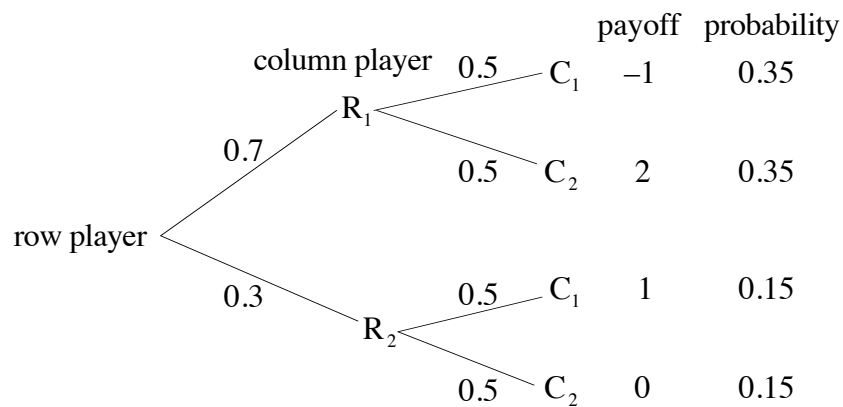 payoff probability
column player 0.5 C₁ –1 0.35
R₁
0.7
0.5 C₂ 2 0.35
row player
0.3 0.5 C₁ 1 0.15
R₂
0.5 C₂ 0 0.15